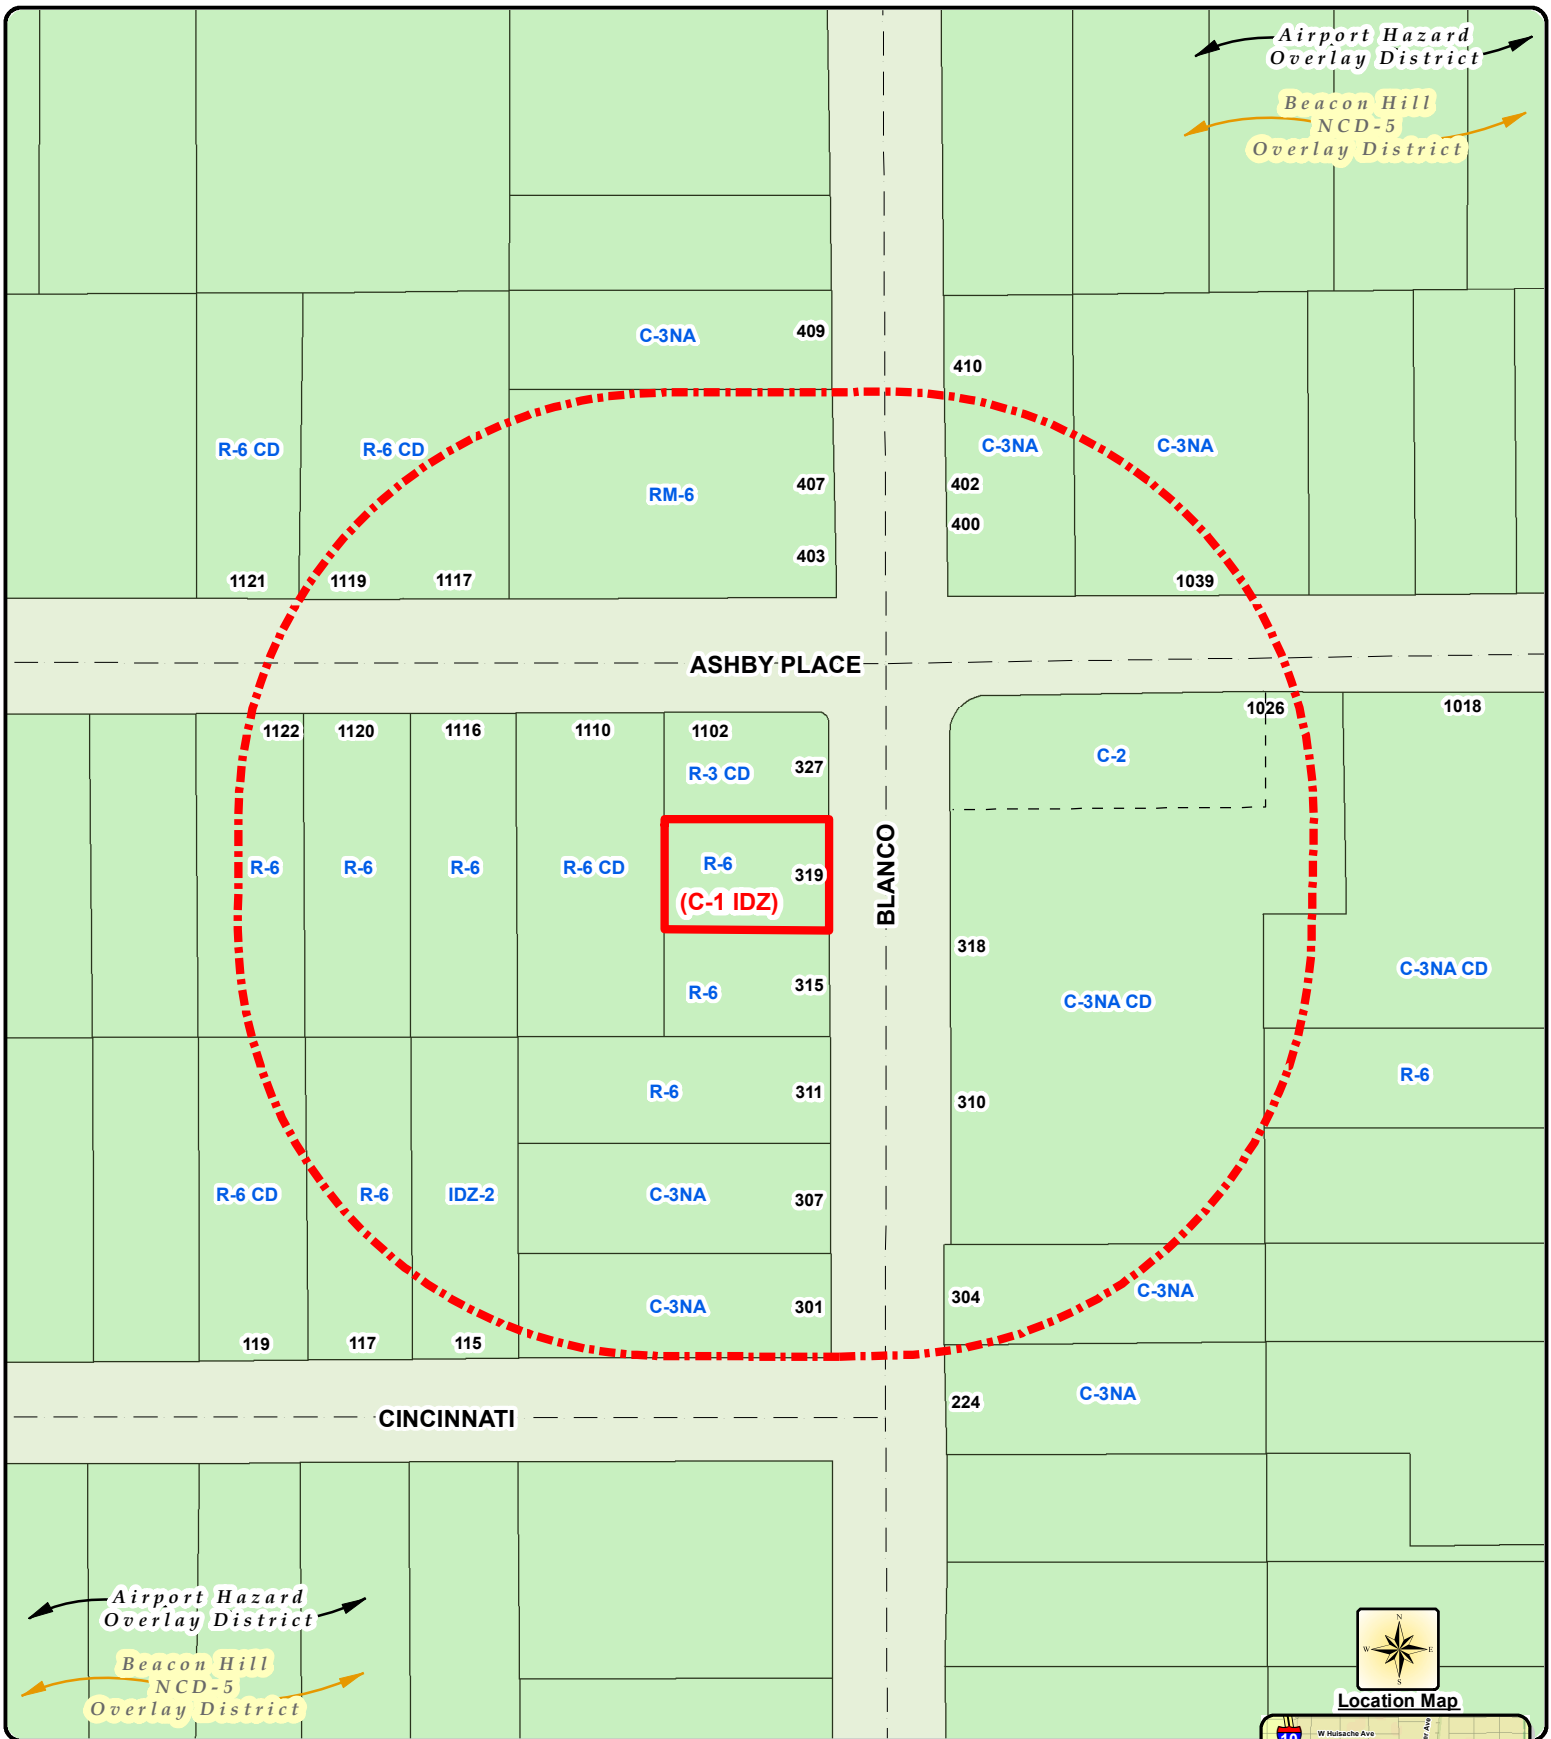 Airport Hazard
Overlay District
Beacon Hill
NCD-5
Overlay District
C-3NA
409
410
R-6 CD
R-6 CD
C-3NA
C-3NA
RM-6
407
402
400
403
1121
1119
1117
1039
ASHBY PLACE
1122
1120
1116
1110
1102
1026
1018
R-3 CD
327
C-2
BLANCO
R-6
R-6
R-6
R-6 CD
R-6
319
(C-1 IDZ)
318
C-3NA CD
R-6
315
C-3NA CD
R-6
311
310
R-6
R-6 CD
R-6
IDZ-2
C-3NA
307
C-3NA
301
304
C-3NA
119
117
115
224
C-3NA
CINCINNATI
Airport Hazard
Overlay District
Beacon Hill
NCD-5
Overlay District
N
W E
S
Location Map
W Huisache Ave
10